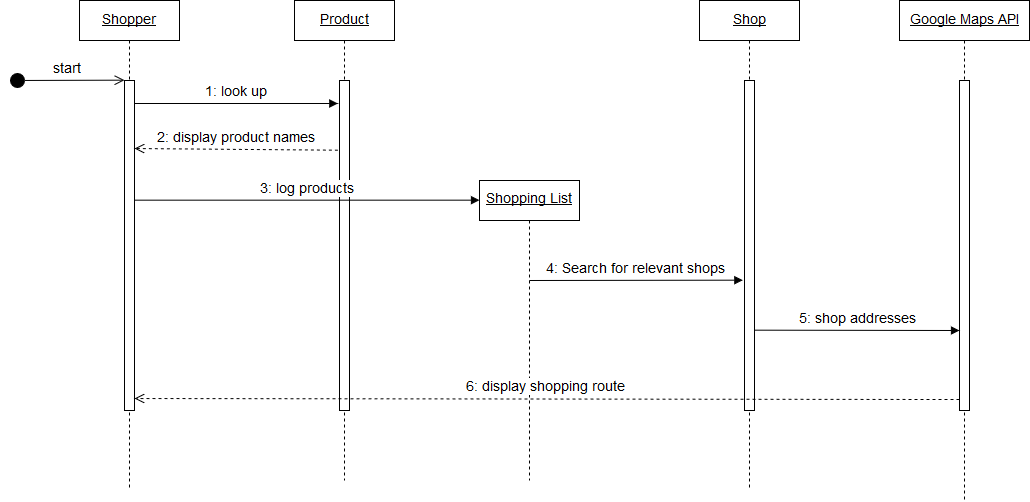 Shopper
Product
Shop
Google Maps API
start
1: look up
2: display product names
3: log products
Shopping List
4: Search for relevant shops
5: shop addresses
6: display shopping route